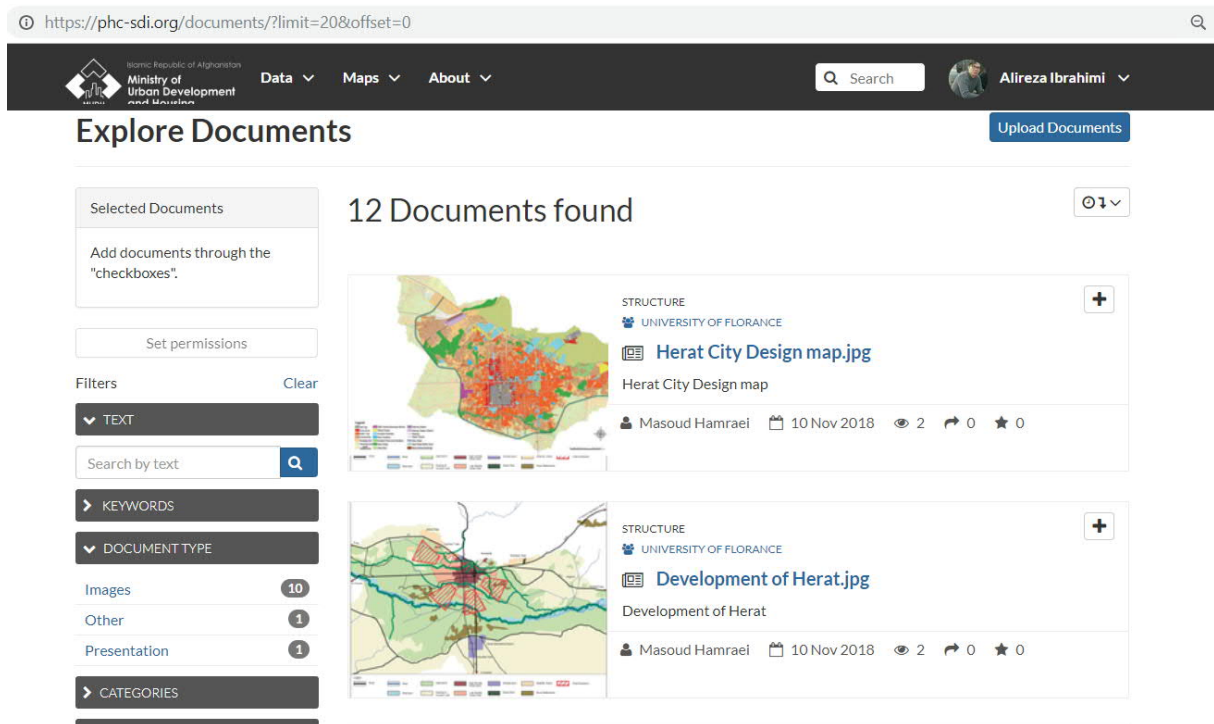 https://phc-sdi.org/documents/?limit=20&offset=0
Islamic Republic of Afghanistan
Ministry of
Urban Development
and Housing
MUDH
Data
Maps
About
Search
Alireza Ibrahimi
Explore Documents
Upload Documents
Selected Documents
Add documents through the
"checkboxes".
Set permissions
Filters
Clear
TEXT
Search by text
KEYWORDS
DOCUMENT TYPE
Images 10
Other 1
Presentation 1
CATEGORIES
12 Documents found
STRUCTURE
UNIVERSITY OF FLORANCE
Herat City Design map.jpg
Herat City Design map
Masoud Hamraei 10 Nov 2018 2 0 0
STRUCTURE
UNIVERSITY OF FLORANCE
Development of Herat.jpg
Development of Herat
Masoud Hamraei 10 Nov 2018 2 0 0